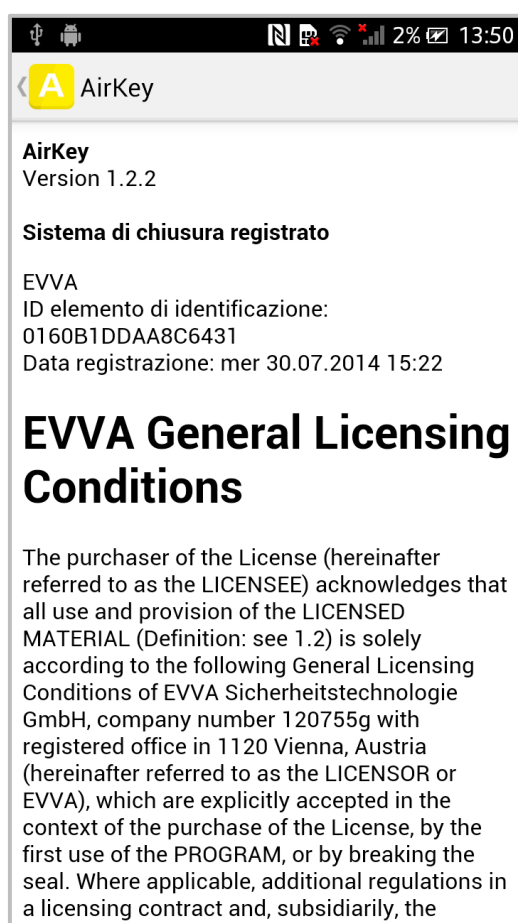 2% 13:50
A AirKey
AirKey
Version 1.2.2
Sistema di chiusura registrato
EVVA
ID elemento di identificazione:
0160B1DDAA8C6431
Data registrazione: mer 30.07.2014 15:22
EVVA General Licensing
Conditions
The purchaser of the License (hereinafter
referred to as the LICENSEE) acknowledges that
all use and provision of the LICENSED
MATERIAL (Definition: see 1.2) is solely
according to the following General Licensing
Conditions of EVVA Sicherheitstechnologie
GmbH, company number 120755g with
registered office in 1120 Vienna, Austria
(hereinafter referred to as the LICENSOR or
EVVA), which are explicitly accepted in the
context of the purchase of the License, by the
first use of the PROGRAM, or by breaking the
seal. Where applicable, additional regulations in
a licensing contract and, subsidiarily, the